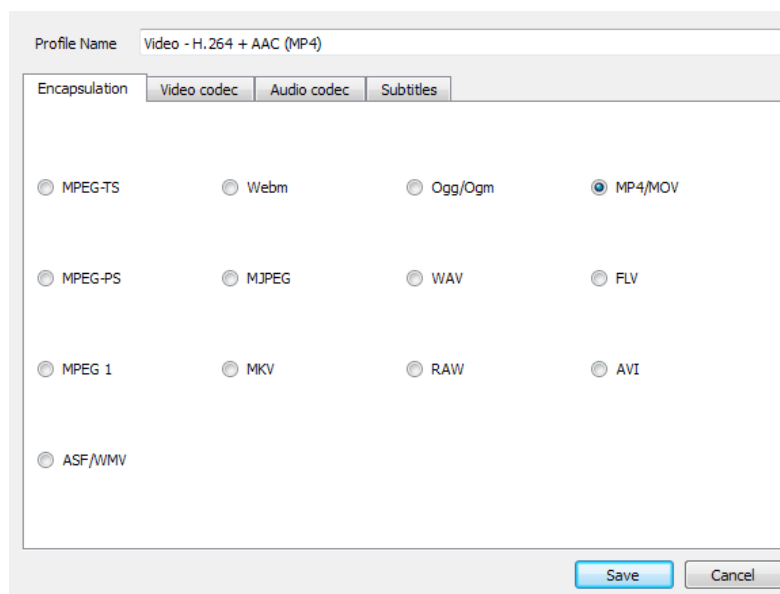 Profile Name Video - H.264 + AAC (MP4)
Encapsulation Video codec Audio codec Subtitles
MPEG-TS Webm Ogg/Ogm MP4/MOV
MPEG-PS MJPEG WAV FLV
MPEG 1 MKV RAW AVI
ASF/WMV
Save Cancel